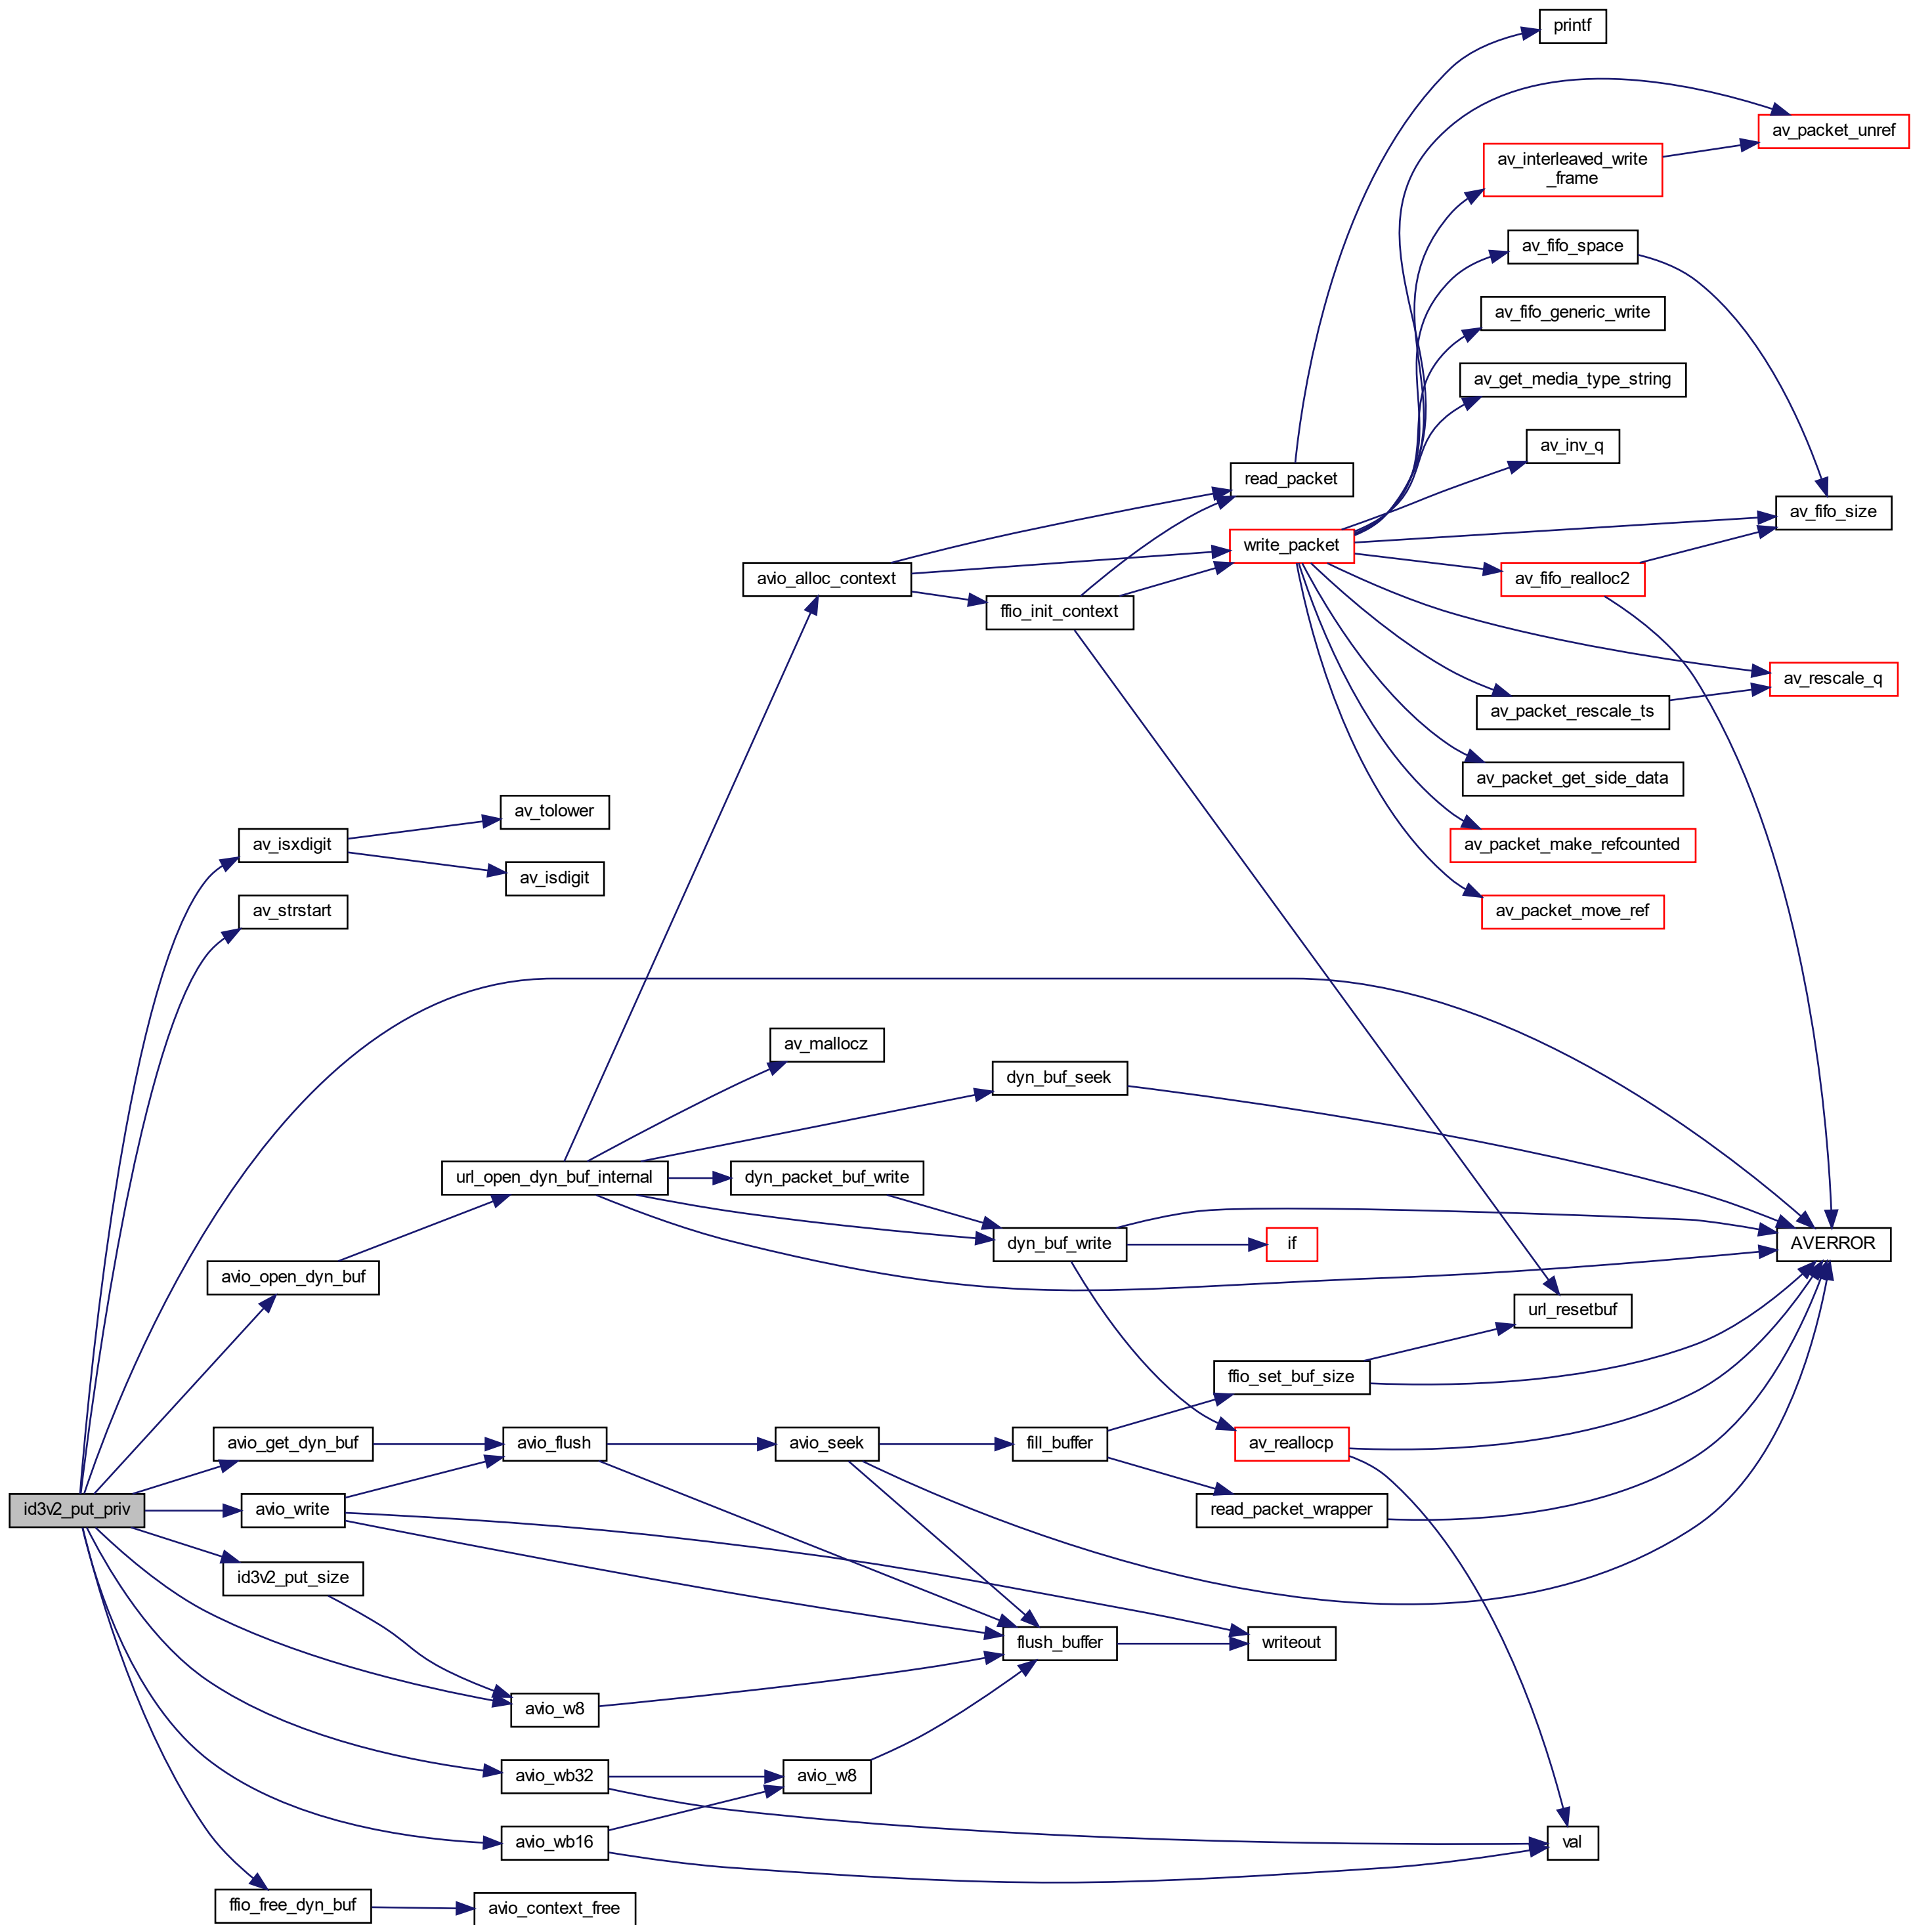 printf
av_packet_unref
av_interleaved_write
_frame
av_fifo_space
av_fifo_generic_write
av_get_media_type_string
av_inv_q
read_packet
av_fifo_size
write_packet
avio_alloc_context
av_fifo_realloc2
ffio_init_context
av_rescale_q
av_packet_rescale_ts
av_packet_get_side_data
av_tolower
av_isxdigit
av_packet_make_refcounted
av_isdigit
av_strstart
av_packet_move_ref
av_mallocz
dyn_buf_seek
url_open_dyn_buf_internal
dyn_packet_buf_write
dyn_buf_write
if
AVERROR
avio_open_dyn_buf
url_resetbuf
ffio_set_buf_size
avio_get_dyn_buf
avio_flush
avio_seek
fill_buffer
av_reallocp
id3v2_put_priv
avio_write
read_packet_wrapper
id3v2_put_size
flush_buffer
writeout
avio_w8
avio_wb32
avio_w8
avio_wb16
val
ffio_free_dyn_buf
avio_context_free